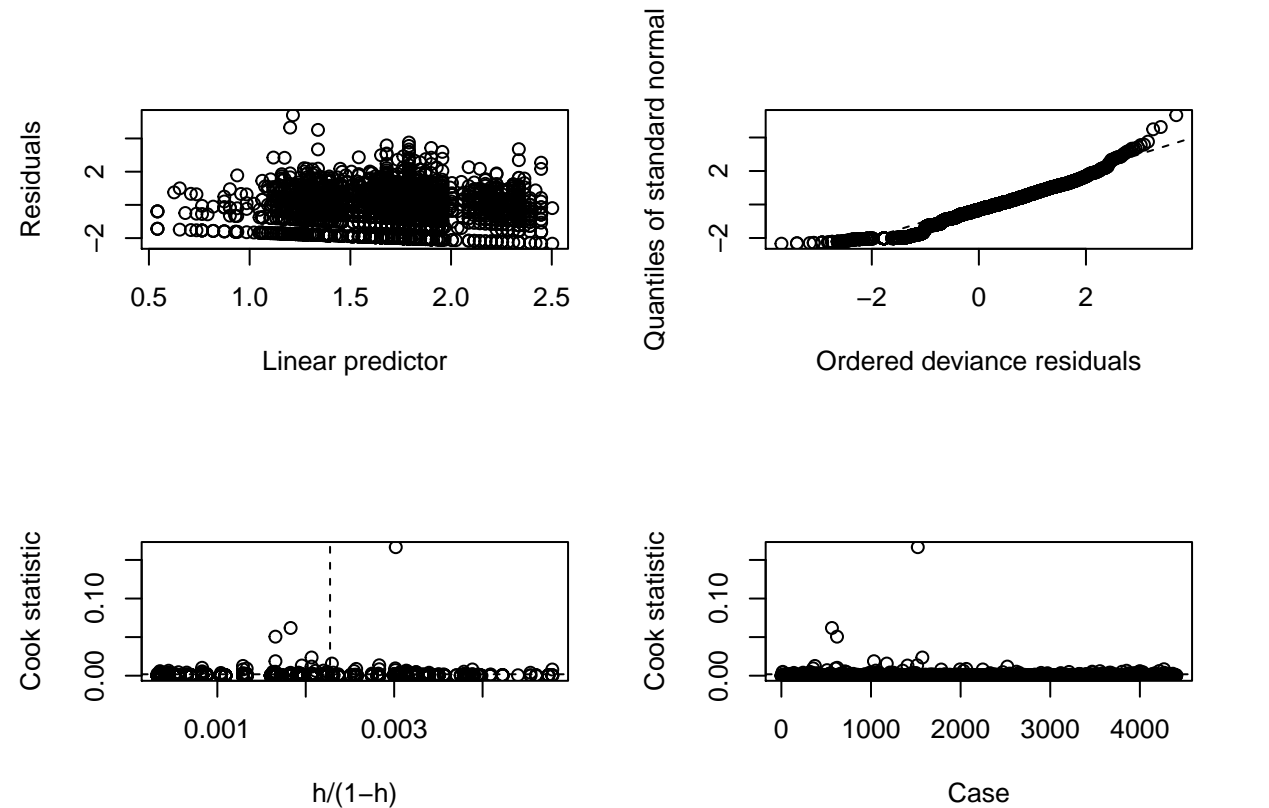 Residuals
2
−2
0.5 1.0 1.5 2.0 2.5
Linear predictor
Quantiles of standard normal
2
−2
−2 0 2
Ordered deviance residuals
Cook statistic
0.10
0.00
0.001 0.003
h/(1−h)
Cook statistic
0.10
0.00
0 1000 2000 3000 4000
Case